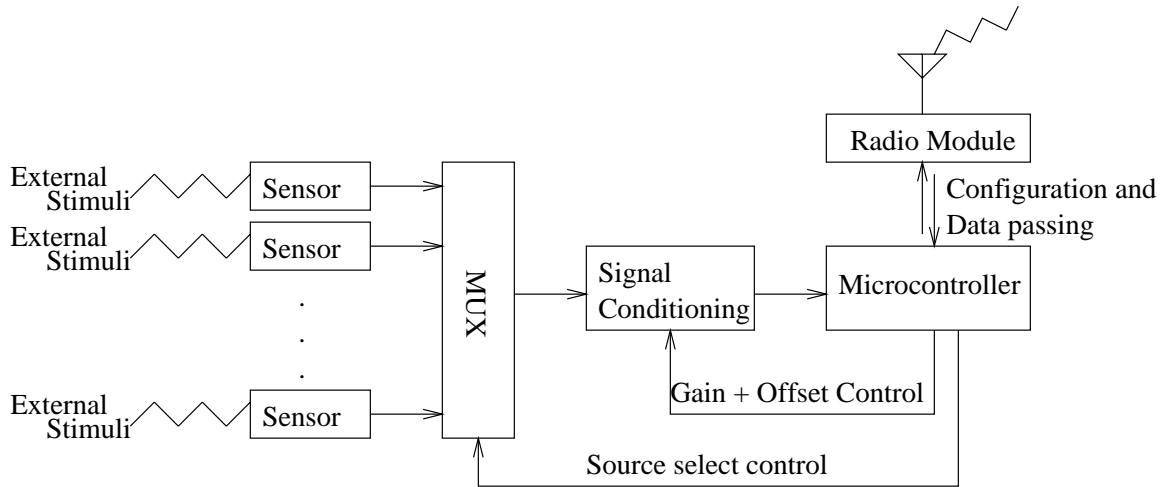 Radio Module
External
Stimuli
Sensor
External
Stimuli
Sensor
External
Stimuli
Sensor
MUX
Signal
Conditioning
Microcontroller
Configuration and
Data passing
Gain + Offset Control
Source select control